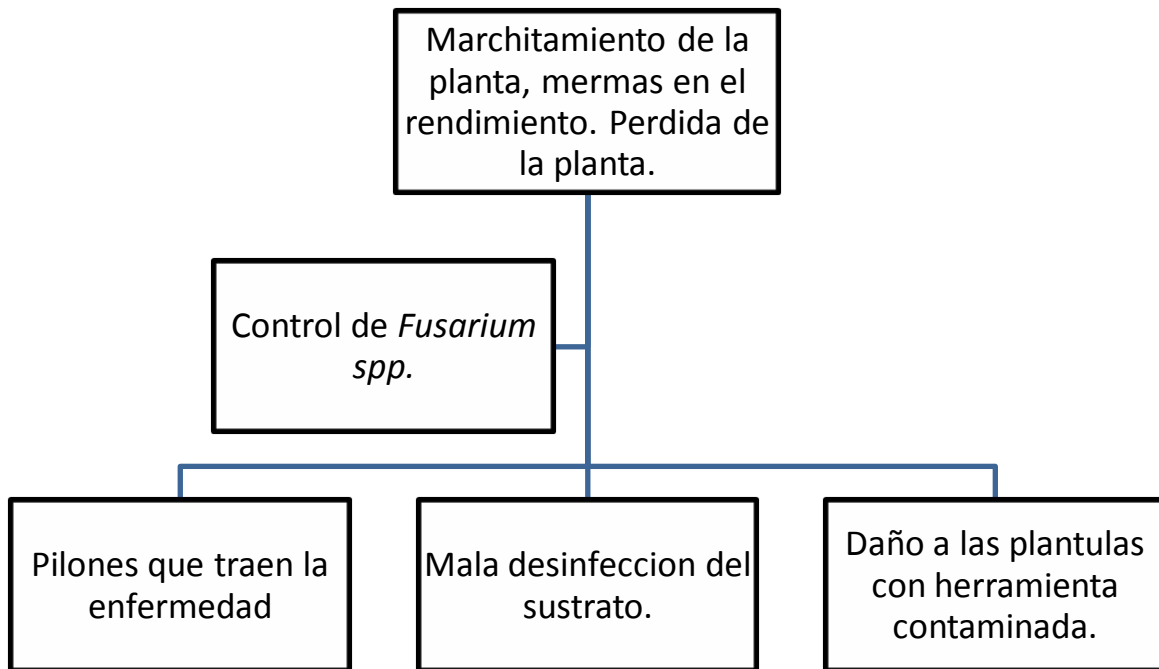 Marchitamiento de la
planta, mermas en el
rendimiento. Perdida de
la planta.
Control de Fusarium
spp.
Pilones que traen la
enfermedad
Mala desinfeccion del
sustrato.
Daño a las plantulas
con herramienta
contaminada.